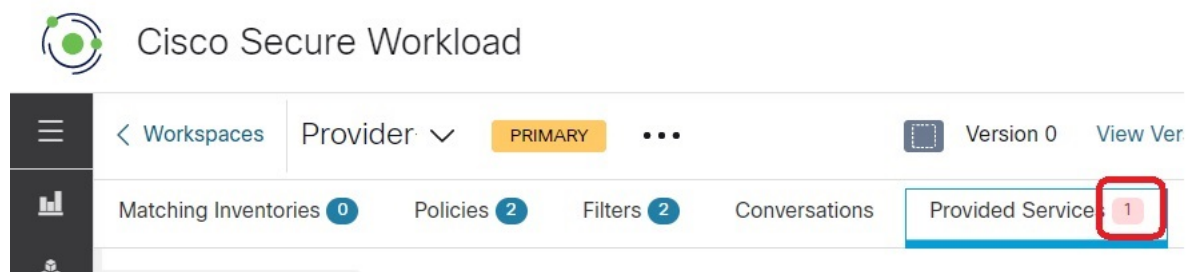 Cisco Secure Workload
Workspaces Provider PRIMARY Version 0 View Ver
Matching Inventories 0 Policies 2 Filters 2 Conversations Provided Services 1